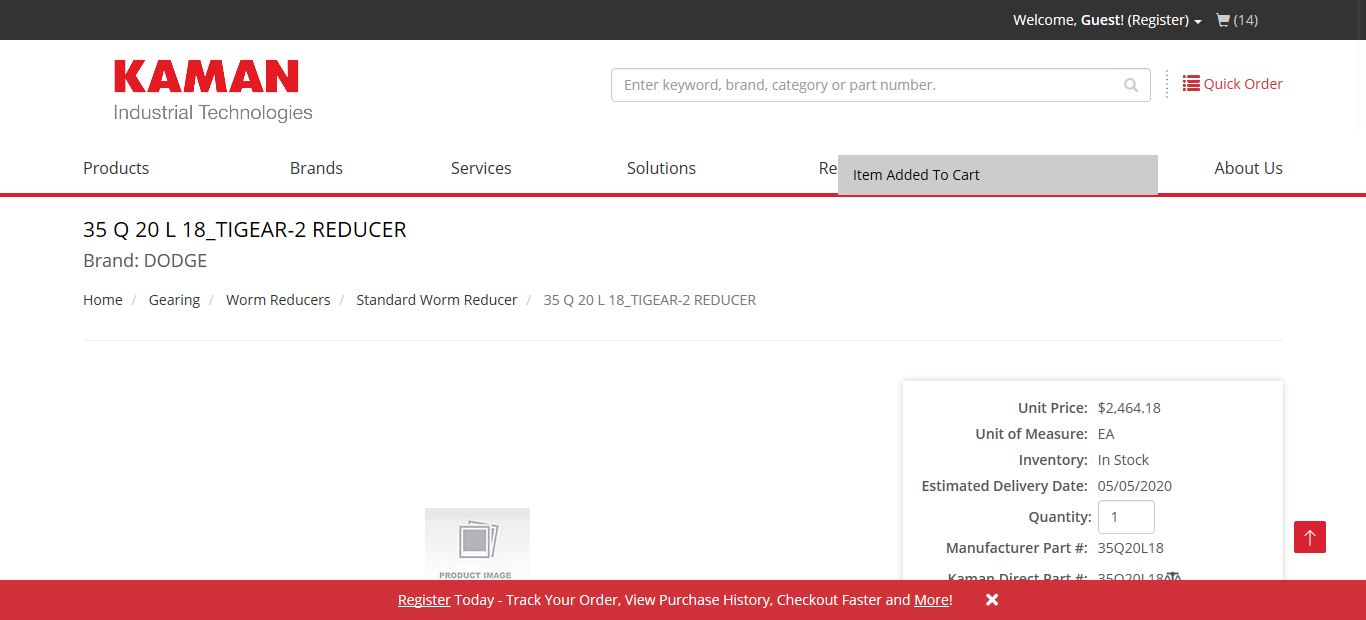 Welcome, Guest! (Register) (14)
KAMAN
Industrial Technologies
Enter keyword, brand, category or part number.
Quick Order
Products Brands Services Solutions Re About Us
Item Added To Cart
35 Q 20 L 18_TIGEAR-2 REDUCER
Brand: DODGE
Home / Gearing / Worm Reducers / Standard Worm Reducer / 35 Q 20 L 18_TIGEAR-2 REDUCER
Unit Price: $2,464.18
Unit of Measure: EA
Inventory: In Stock
Estimated Delivery Date: 05/05/2020
Quantity: 1
Manufacturer Part #: 35Q20L18
Kaman Direct Part #: 35Q20L18
PRODUCT IMAGE
Register Today - Track Your Order, View Purchase History, Checkout Faster and More!